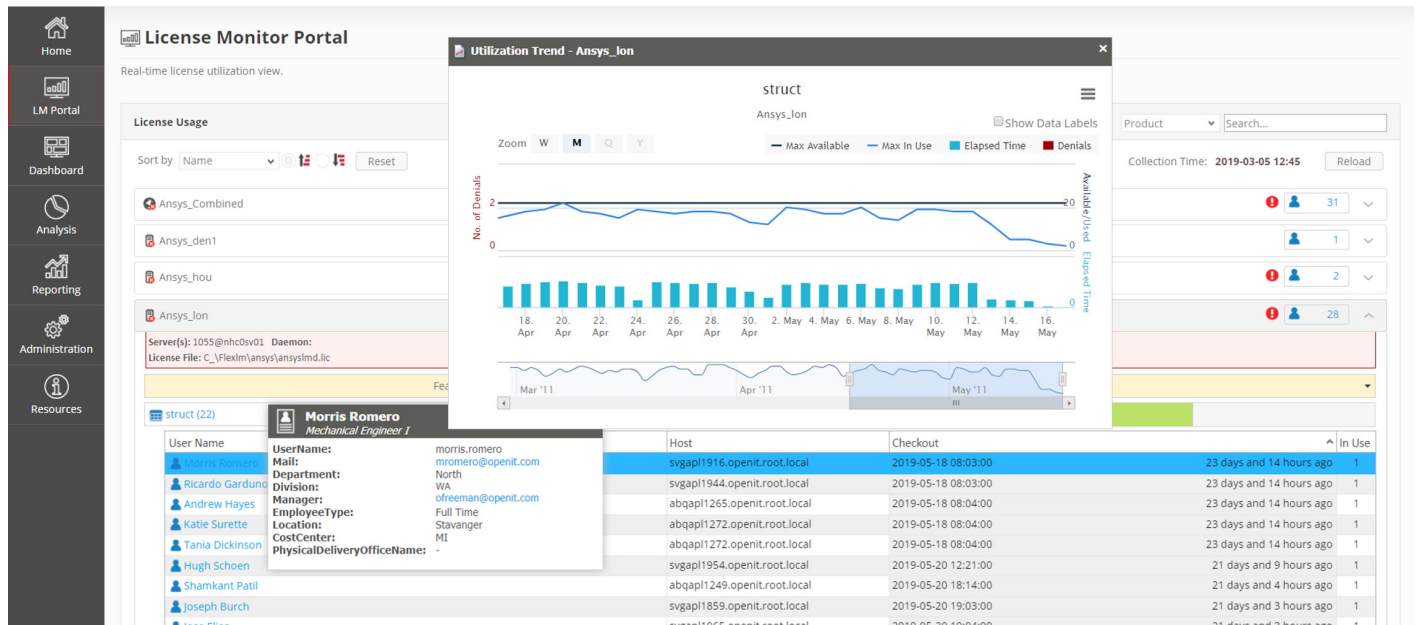 Home
LM Portal
Dashboard
Analysis
Reporting
Administration
Resources
License Monitor Portal
Real-time license utilization view.
License Usage
Product
Search...
Sort by Name Reset
Collection Time: 2019-03-05 12:45 Reload
Ansys_Combined 31
Ansys_den1 1
Ansys_hou 2
Ansys_lon 28
Server(s): 1055@nhc0sv01 Daemon:
License File: C_\Flexlm\ansys\ansyslmd.lic
Fea
struct (22)
Utilization Trend - Ansys_lon ×
struct
Ansys_lon
Show Data Labels
Zoom W M Q Y
Max Available Max In Use Elapsed Time Denials
No. of Denials
2
0
Available/Used
20
0
Elapsed Time
0
18. Apr 20. Apr 22. Apr 24. Apr 26. Apr 28. Apr 30. Apr 2. May 4. May 6. May 8. May 10. May 12. May 14. May 16. May
Mar '11 Apr '11 May '11
Morris Romero
Mechanical Engineer I
UserName: morris.romero
Mail: mromero@openit.com
Department: North
Division: WA
Manager: ofreeman@openit.com
EmployeeType: Full Time
Location: Stavanger
CostCenter: MI
PhysicalDeliveryOfficeName: -
User Name Host Checkout In Use
Morris Romero svgapl1916.openit.root.local 2019-05-18 08:03:00 23 days and 14 hours ago 1
Ricardo Garduno svgapl1944.openit.root.local 2019-05-18 08:03:00 23 days and 14 hours ago 1
Andrew Hayes abqapl1265.openit.root.local 2019-05-18 08:04:00 23 days and 14 hours ago 1
Katie Surette abqapl1272.openit.root.local 2019-05-18 08:04:00 23 days and 14 hours ago 1
Tania Dickinson abqapl1272.openit.root.local 2019-05-18 08:04:00 23 days and 14 hours ago 1
Hugh Schoen svgapl1954.openit.root.local 2019-05-20 12:21:00 21 days and 9 hours ago 1
Shamkant Patil abqapl1249.openit.root.local 2019-05-20 18:14:00 21 days and 4 hours ago 1
Joseph Burch svgapl1859.openit.root.local 2019-05-20 19:03:00 21 days and 3 hours ago 1